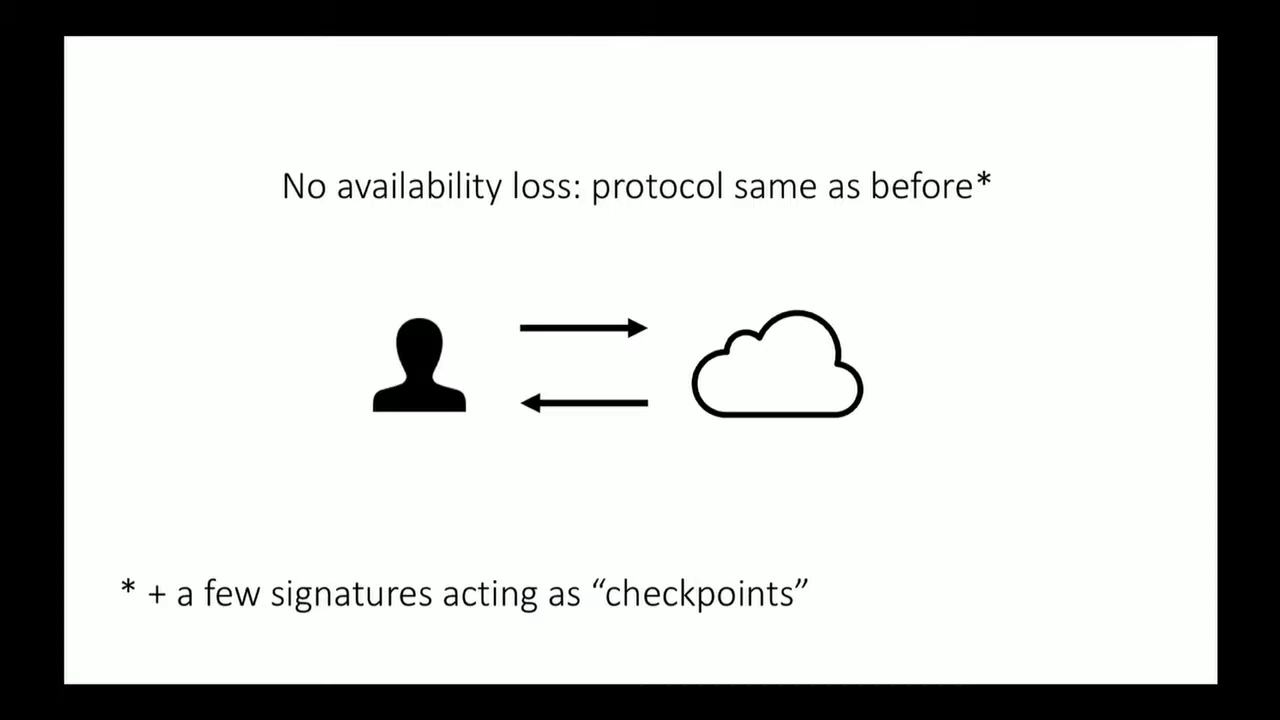 No availability loss: protocol same as before*
* + a few signatures acting as “checkpoints”